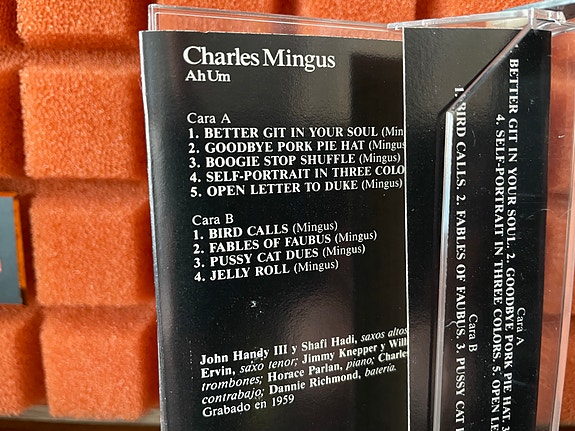 Charles Mingus
Ah Um
Cara A
1. BETTER GIT IN YOUR SOUL (Min
2. GOODBYE PORK PIE HAT (Mingus
3. BOOGIE STOP SHUFFLE (Mingus)
4. SELF-PORTRAIT IN THREE COLO
5. OPEN LETTER TO DUKE (Mingus)
Cara B
1. BIRD CALLS (Mingus)
2. FABLES OF FAUBUS (Mingus)
3. PUSSY CAT DUES (Mingus)
4. JELLY ROLL (Mingus)
John Handy III y Shafi Hadi, saxos altos
Ervin, saxo tenor; Jimmy Knepper y Will
trombones; Horace Parlan, piano; Charle
contrabajo; Dannie Richmond, batería.
Grabado en 1959
Cara A
BETTER GIT IN YOUR SOUL. 2. GOODBYE PORK PIE HAT 3
4. SELF-PORTRAIT IN THREE COLORS. 5. OPEN LET
Cara B
1. BIRD CALLS. 2. FABLES OF FAUBUS. 3. PUSSY CAT